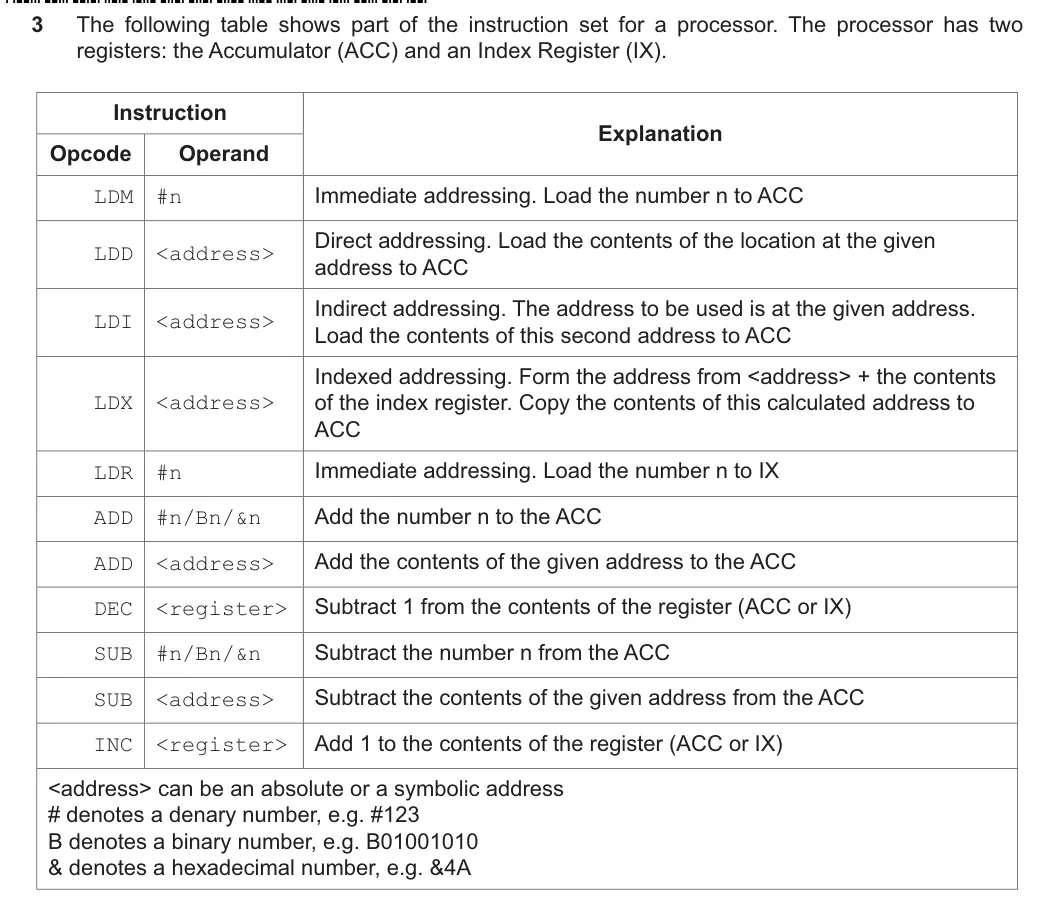 3 The following table shows part of the instruction set for a processor. The processor has two
registers: the Accumulator (ACC) and an Index Register (IX).
Instruction
Explanation
Opcode Operand
LDM #n Immediate addressing. Load the number n to ACC
LDD <address> Direct addressing. Load the contents of the location at the given
address to ACC
LDI <address> Indirect addressing. The address to be used is at the given address.
Load the contents of this second address to ACC
LDX <address> Indexed addressing. Form the address from <address> + the contents
of the index register. Copy the contents of this calculated address to
ACC
LDR #n Immediate addressing. Load the number n to IX
ADD #n/Bn/&n Add the number n to the ACC
ADD <address> Add the contents of the given address to the ACC
DEC <register> Subtract 1 from the contents of the register (ACC or IX)
SUB #n/Bn/&n Subtract the number n from the ACC
SUB <address> Subtract the contents of the given address from the ACC
INC <register> Add 1 to the contents of the register (ACC or IX)
<address> can be an absolute or a symbolic address
# denotes a denary number, e.g. #123
B denotes a binary number, e.g. B01001010
& denotes a hexadecimal number, e.g. &4A